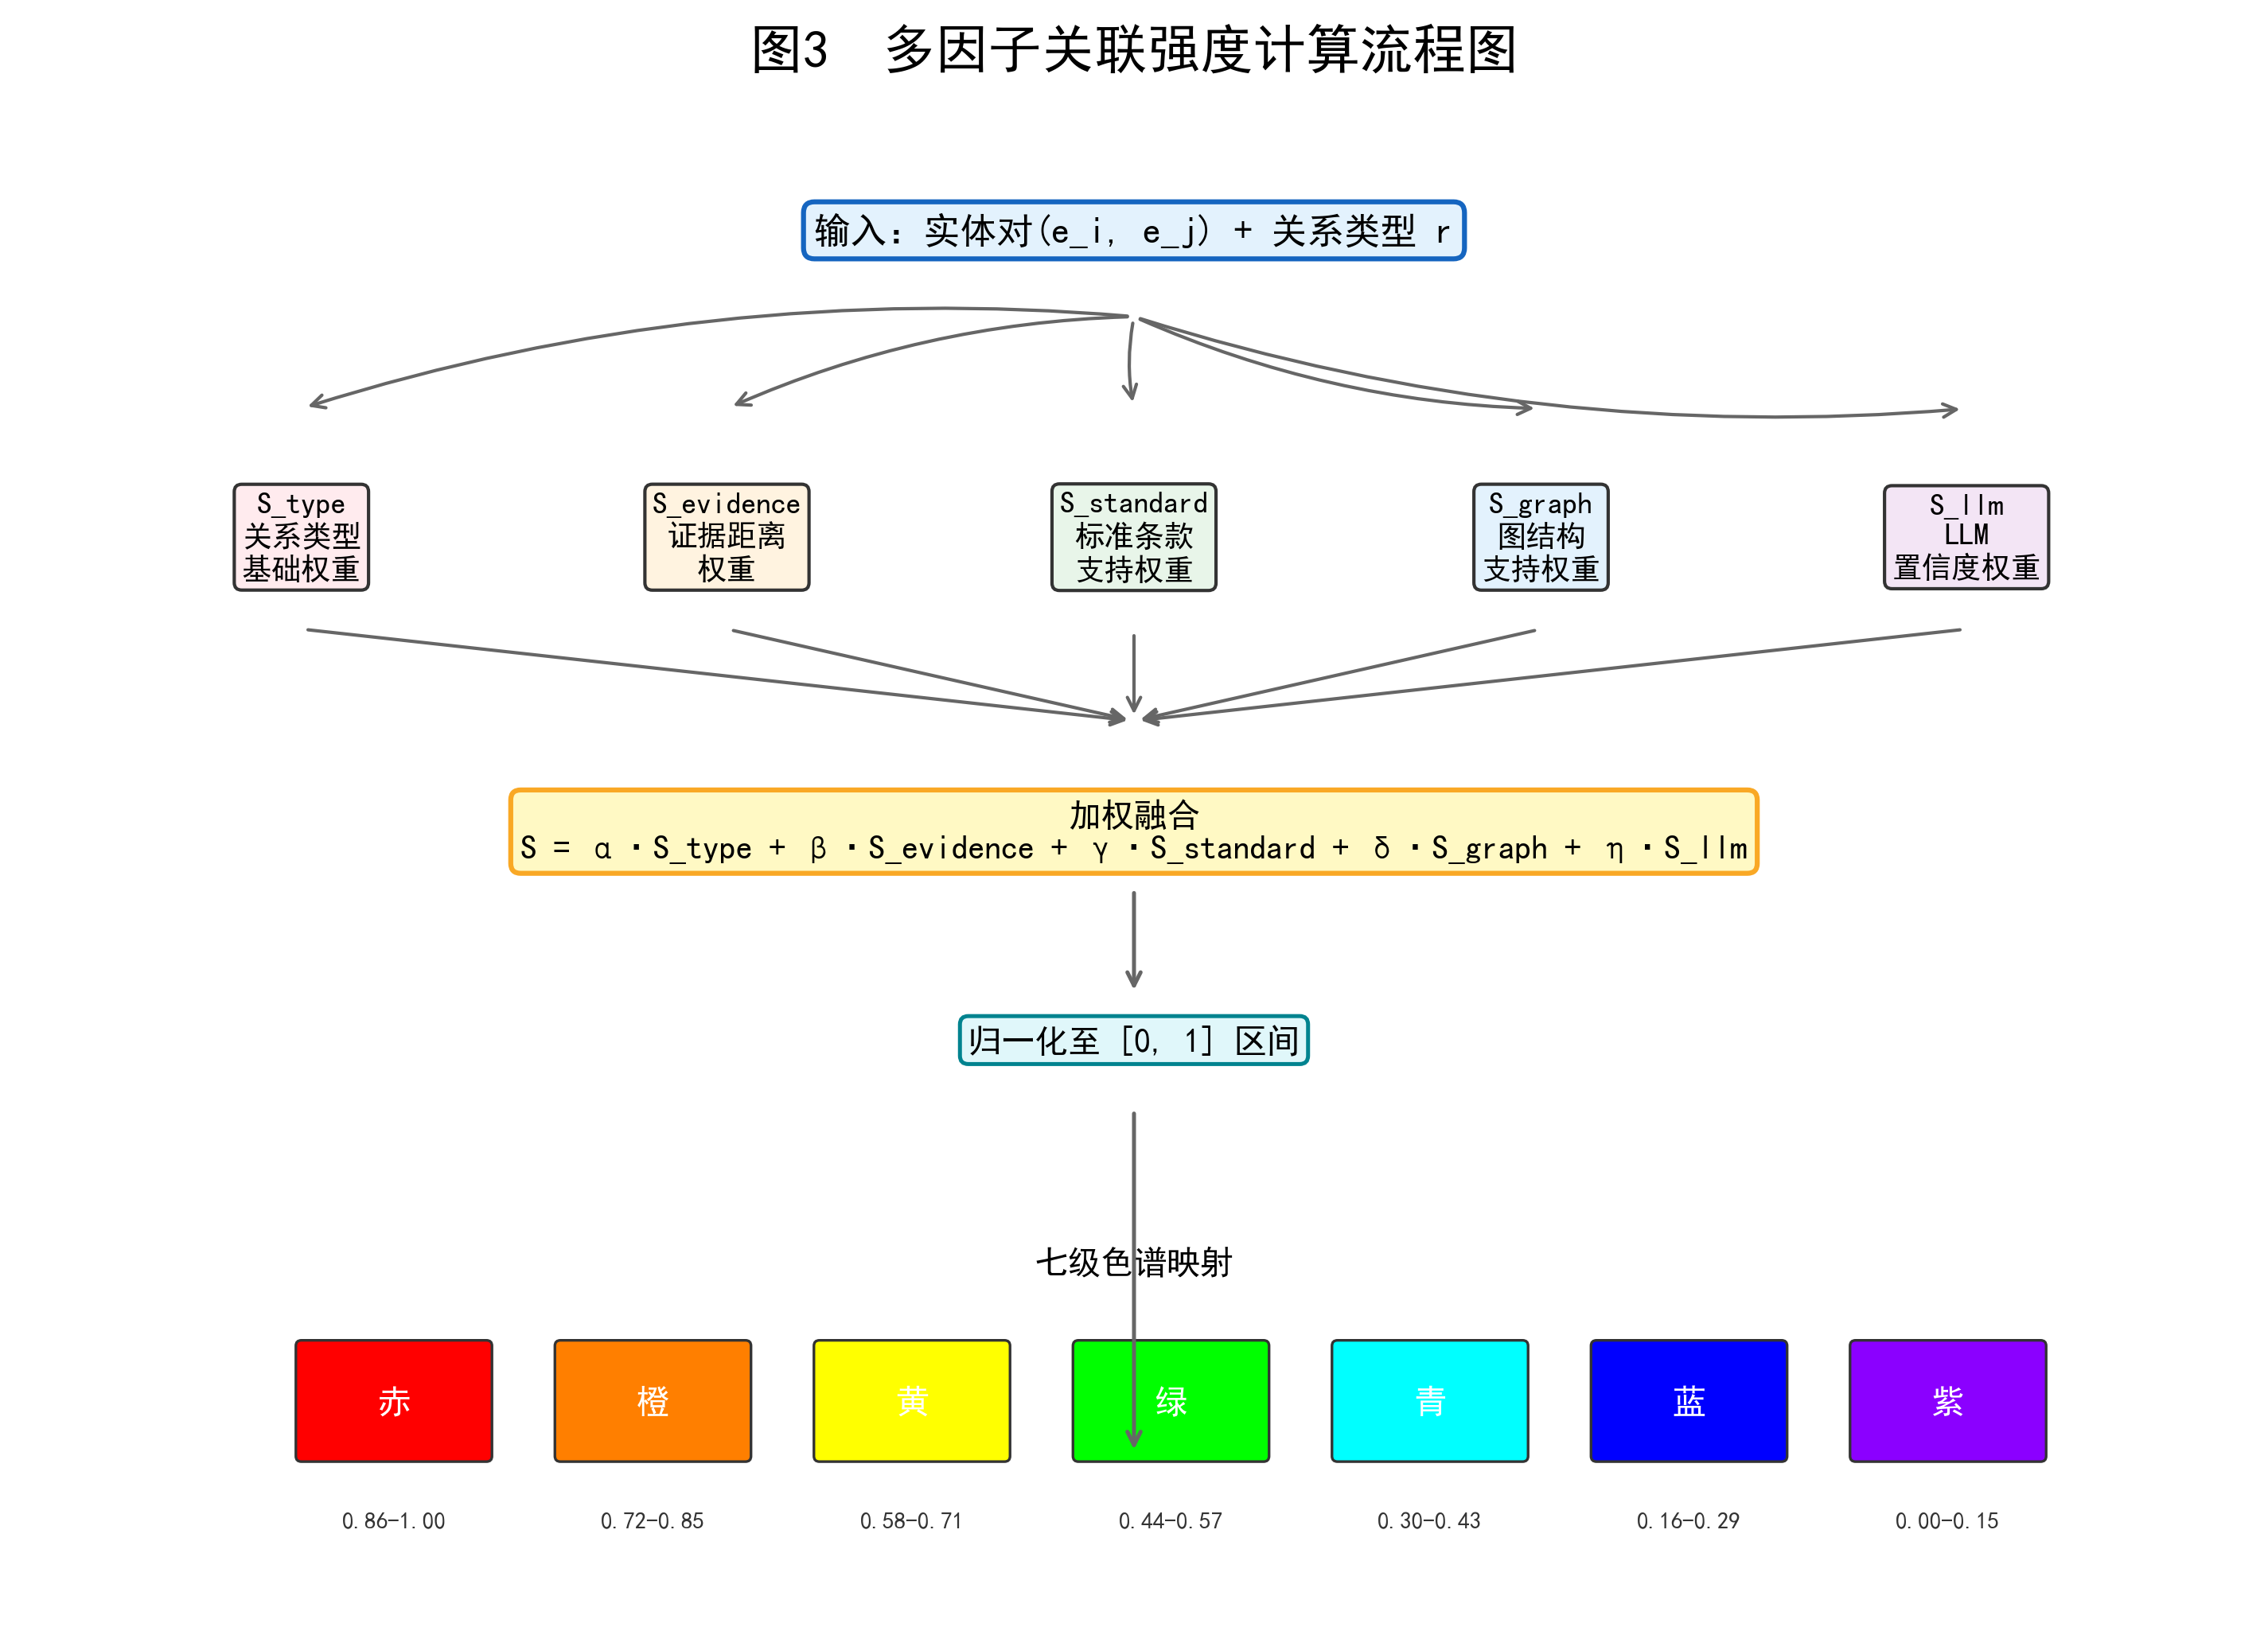 图3 多因子关联强度计算流程图
输入：实体对(e_i, e_j) + 关系类型 r
S_type
关系类型
基础权重
S_evidence
证据距离
权重
S_standard
标准条款
支持权重
S_graph
图结构
支持权重
S_llm
LLM
置信度权重
加权融合
S = α·S_type + β·S_evidence + γ·S_standard + δ·S_graph + η·S_llm
归一化至 [0, 1] 区间
七级色谱映射
赤
橙
黄
绿
青
蓝
紫
0.86-1.00
0.72-0.85
0.58-0.71
0.44-0.57
0.30-0.43
0.16-0.29
0.00-0.15